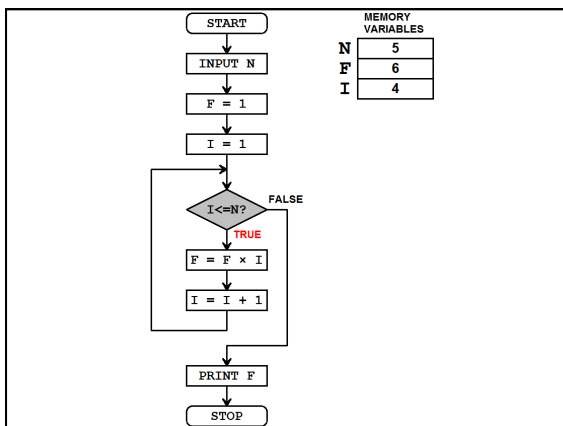 START
INPUT N
F = 1
I = 1
I<=N?
FALSE
TRUE
F = F × I
I = I + 1
PRINT F
STOP
MEMORY
VARIABLES
N 5
F 6
I 4